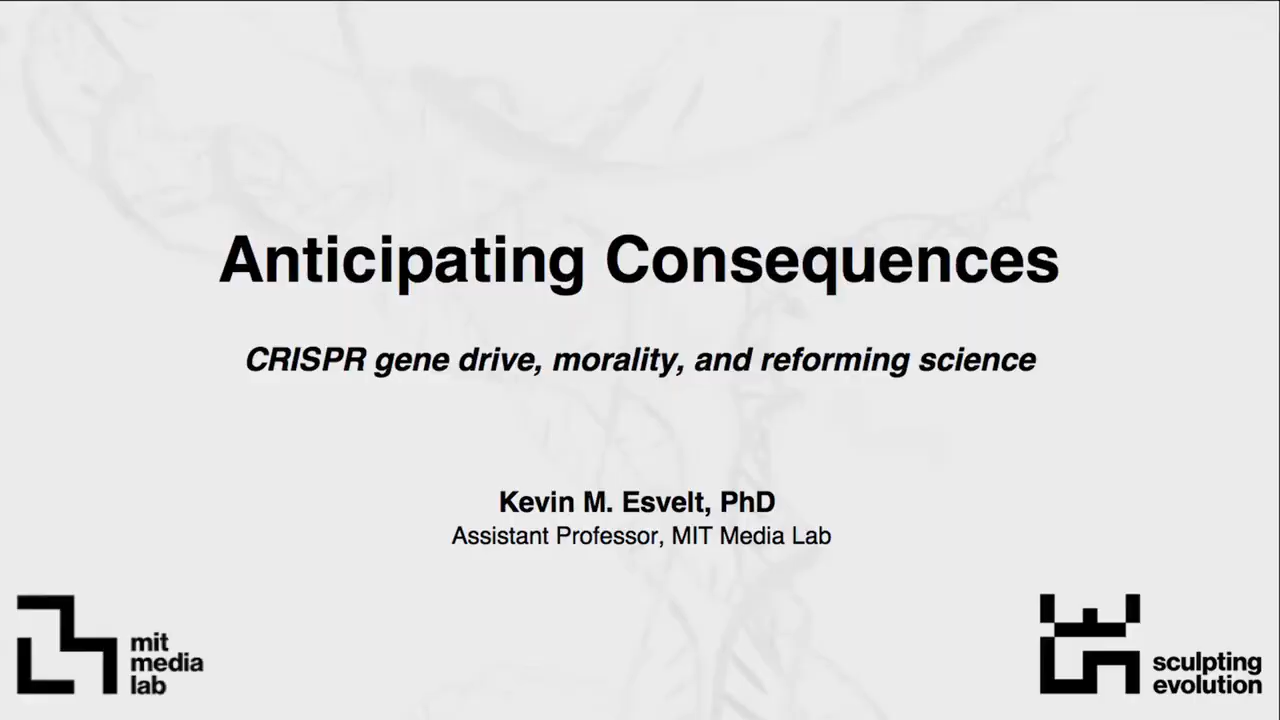 Anticipating Consequences
CRISPR gene drive, morality, and reforming science
Kevin M. Esvelt, PhD
Assistant Professor, MIT Media Lab
mit
media
lab
sculpting
evolution